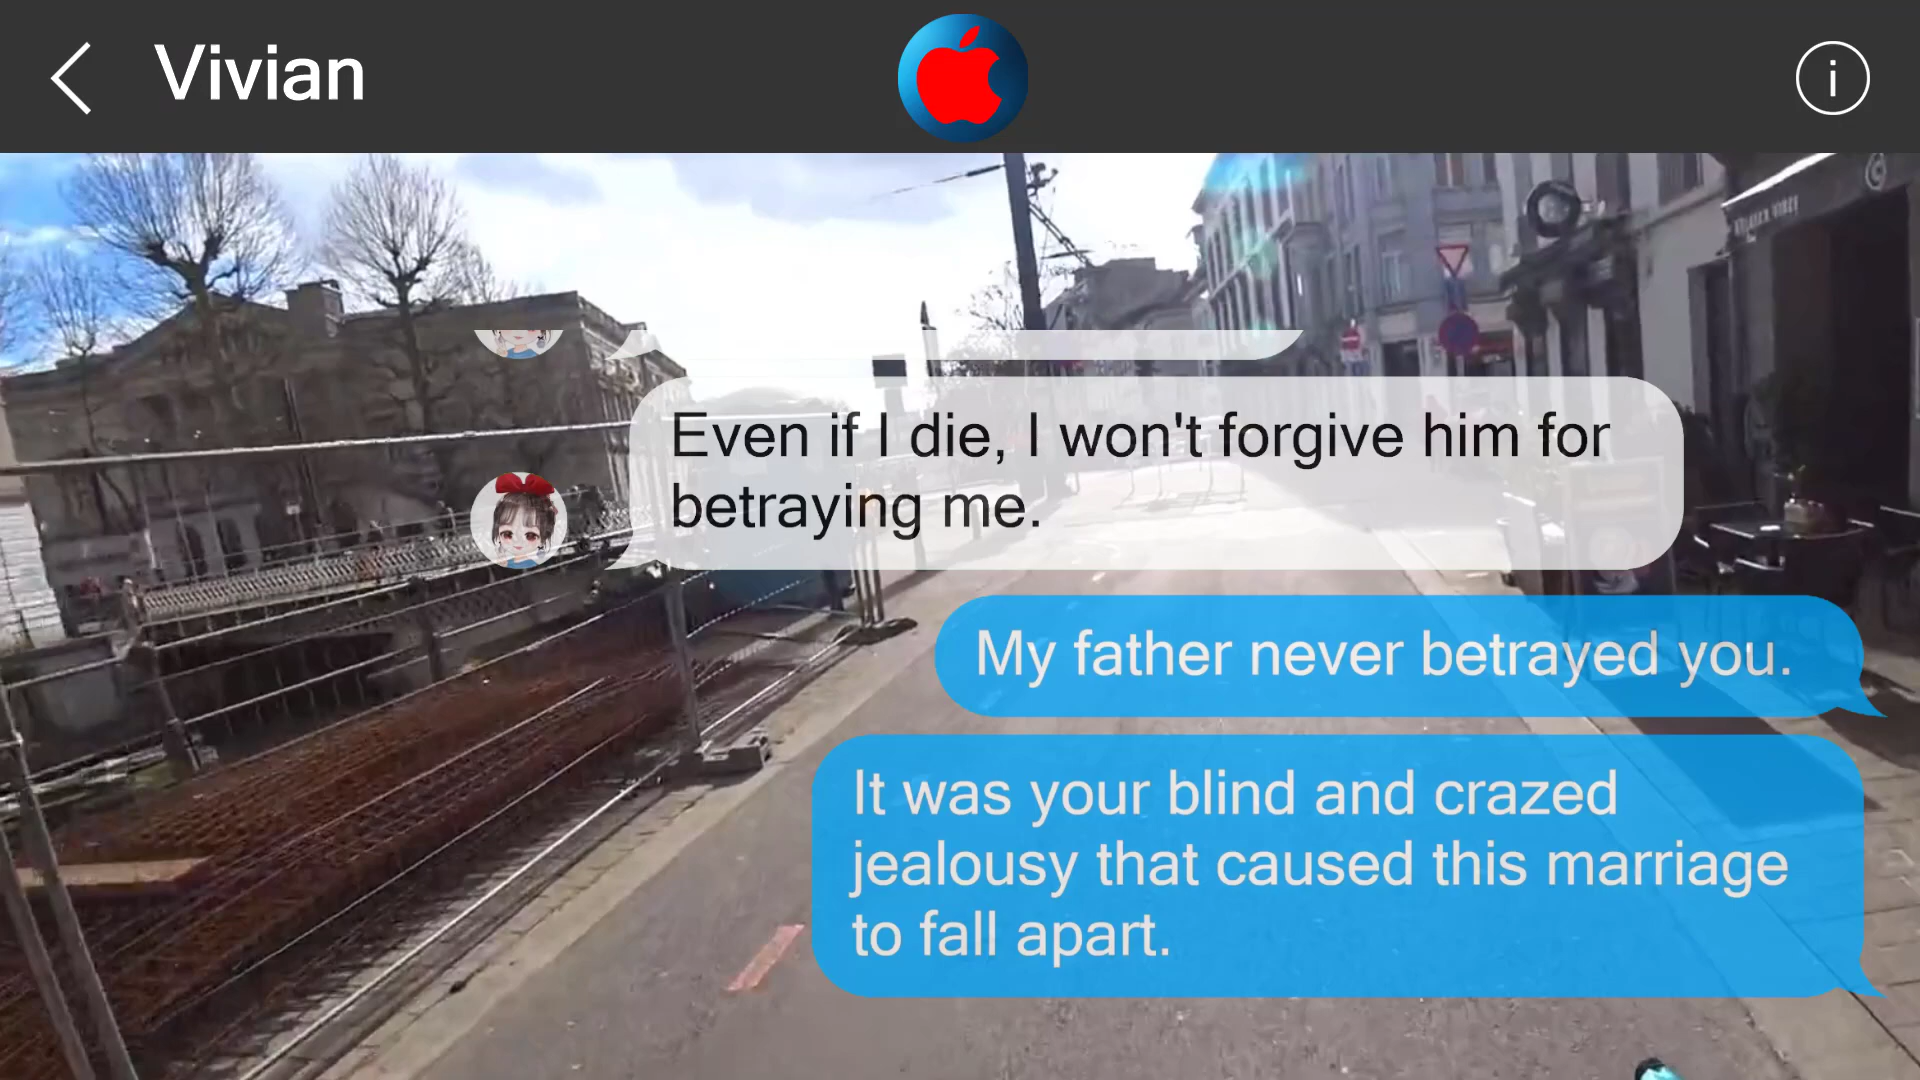 Vivian
i
Even if I die, I won't forgive him for
betraying me.
My father never betrayed you.
It was your blind and crazed
jealousy that caused this marriage
to fall apart.